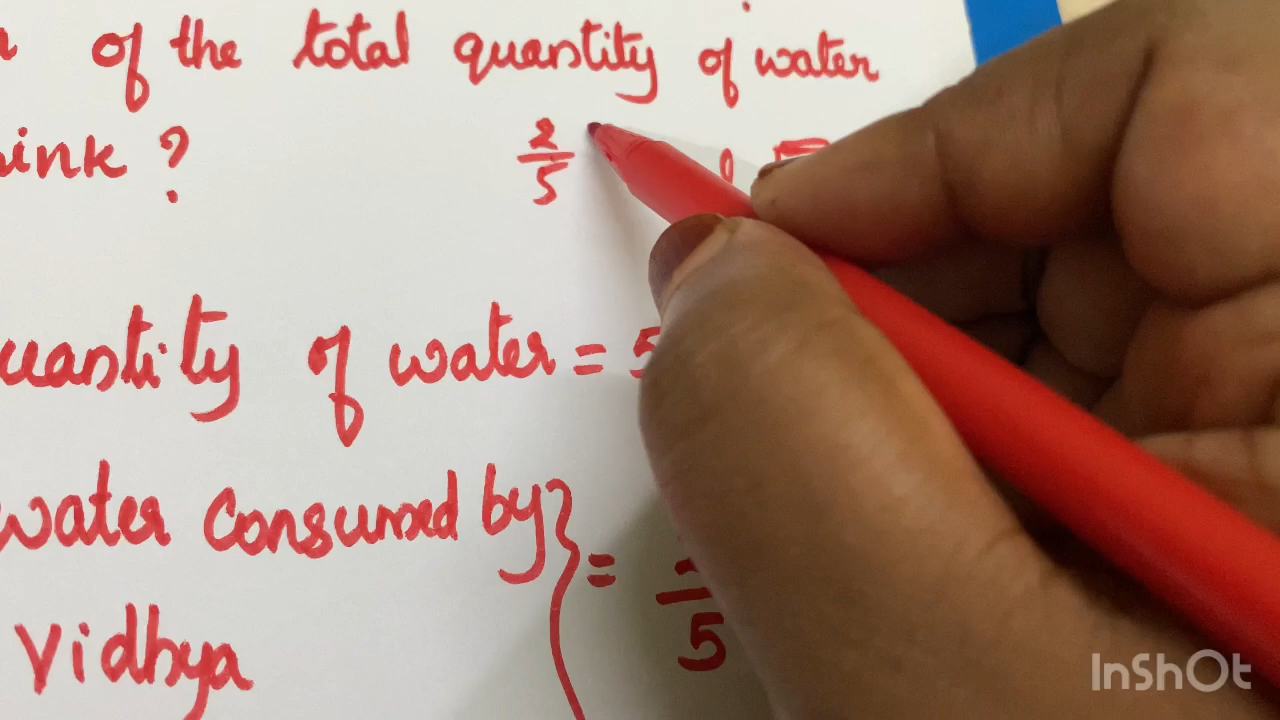 of the total quantity of water
ink ?
2/5
uantity of water = 5
water consumed by
Vidhya
} = /5
InShOt